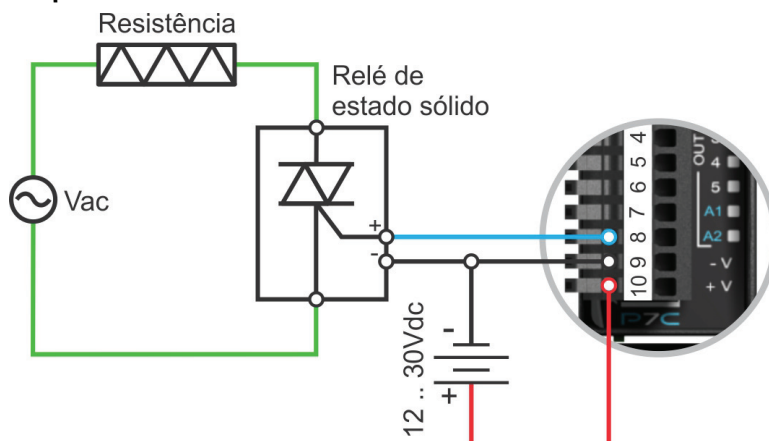 Resistência
Relé de
estado sólido
Vac
+
-
-
+
12 .. 30Vdc
4
5
6
7
8
9
10
OUT
3
4
5
A1
A2
- V
+ V
P7C